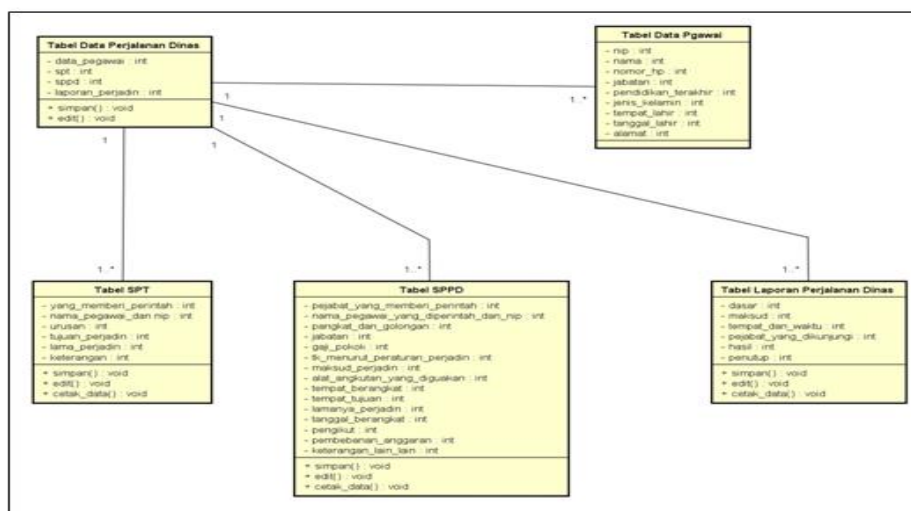 Tabel Data Perjalanan Dinas
- data_pegawai : int
- spt : int
- sppd : int
- laporan_perjadin : int
+ simpan() : void
+ edit() : void
Tabel Data Pgawai
- nip : int
- nama : int
- nomor_hp : int
- jabatan : int
- pendidikan_terakhir : int
- jenis_kelamin : int
- tempat_lahir : int
- tanggal_lahir : int
- alamat : int
1
1..*
1
1
1
1..*
1..*
1..*
Tabel SPT
- yang_memberi_perintah : int
- nama_pegawai_dan nip : int
- urusan : int
- tujuan_perjadin : int
- lama_perjadin : int
- keterangan : int
+ simpan() : void
+ edit() : void
+ cetak_data() : void
Tabel SPPD
- pejabat_yang_memberi_perintah : int
- nama_pegawai_yang_diperintah_dan_nip : int
- pangkat_dan_golongan : int
- jabatan : int
- gaji_pokok : int
- tk_menurut_peraturan_perjadin : int
- maksud_perjadin : int
- alat_angkutan_yang_diguakan : int
- tempat_berangkat : int
- tempat_tujuan : int
- lamanya_perjadin : int
- tanggal_berangkat : int
- pengikut : int
- pembebanan_anggaran : int
- keterangan_lain_lain : int
+ simpan() : void
+ edit() : void
+ cetak_data() : void
Tabel Laporan Perjalanan Dinas
- dasar : int
- maksud : int
- tempat_dan_waktu : int
- pejabat_yang_dikunjungi : int
- hasil : int
- penutup : int
+ simpan() : void
+ edit() : void
+ cetak_data() : void